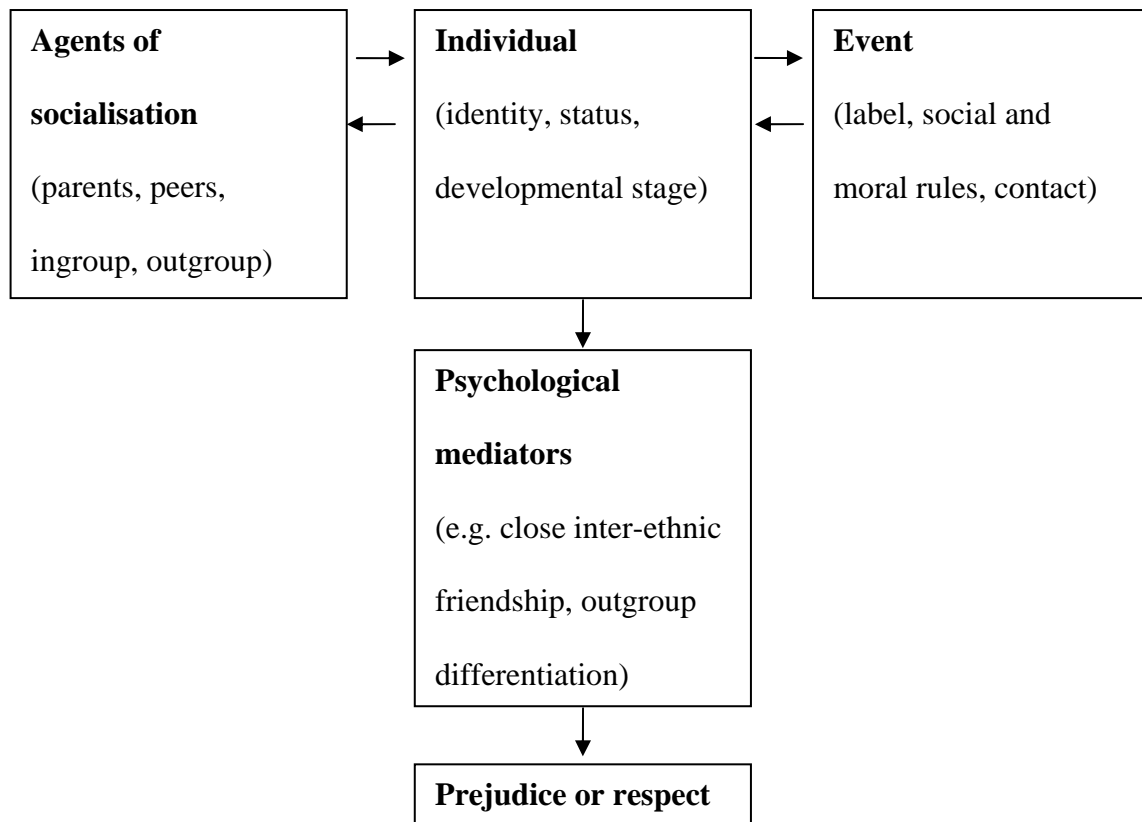 Agents of
socialisation
(parents, peers,
ingroup, outgroup)
Individual
(identity, status,
developmental stage)
Event
(label, social and
moral rules, contact)
Psychological
mediators
(e.g. close inter-ethnic
friendship, outgroup
differentiation)
Prejudice or respect